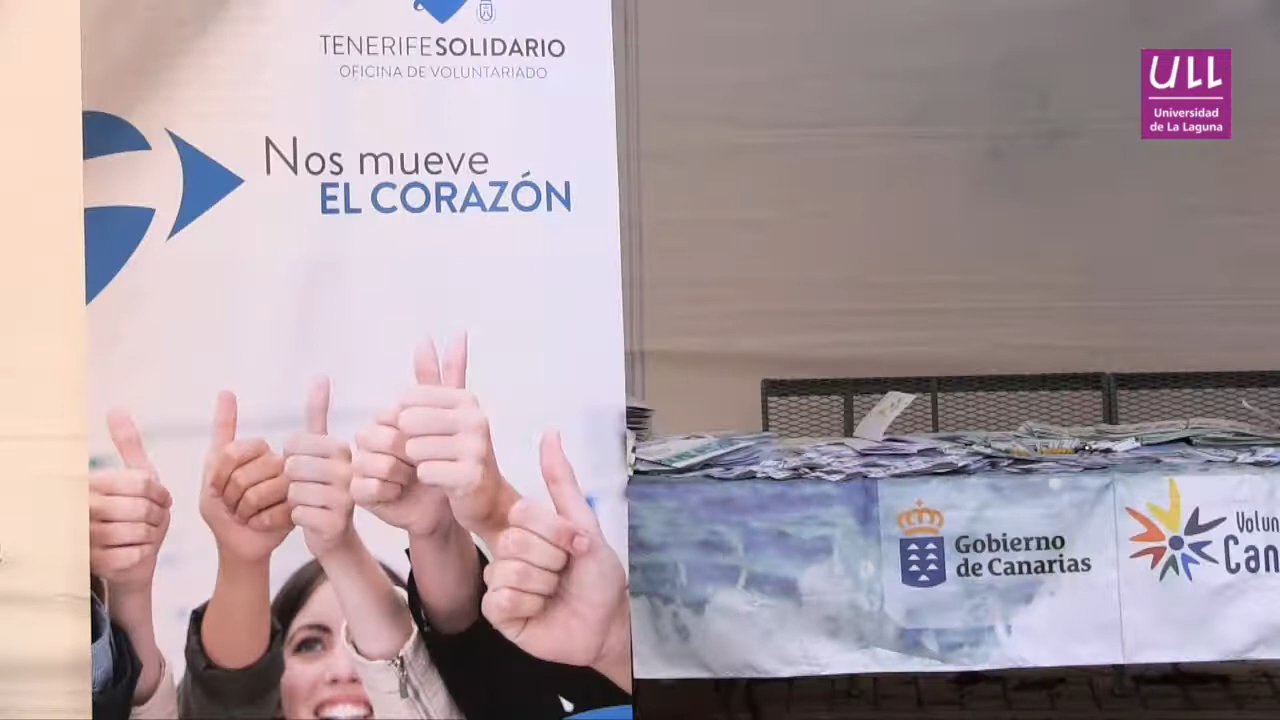 TENERIFESOLIDARIO
OFICINA DE VOLUNTARIADO
Nos mueve
EL CORAZÓN
ULL
Universidad
de La Laguna
Gobierno
de Canarias